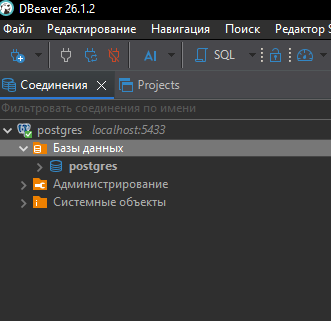 DBeaver 26.1.2
Файл Редактирование Навигация Поиск Редактор S
AI SQL
Соединения Projects
Фильтровать соединения по имени
postgres localhost:5433
Базы данных
postgres
Администрирование
Системные объекты